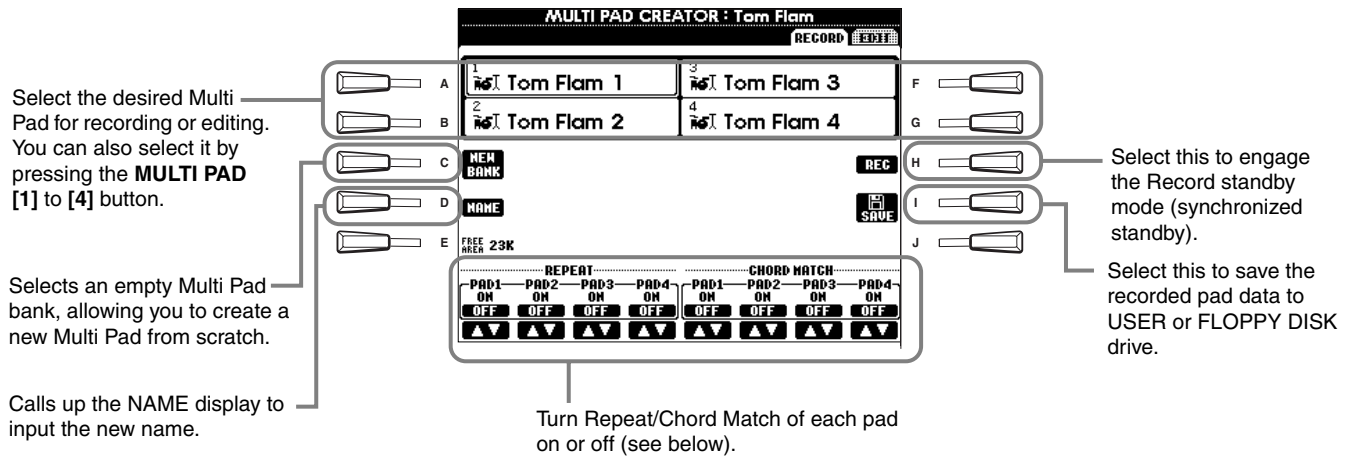 MULTI PAD CREATOR : Tom Flam
RECORD EDIT
A
B
C
D
E
1 Tom Flam 1
2 Tom Flam 2
3 Tom Flam 3
4 Tom Flam 4
F
G
H
I
J
NEW
BANK
NAME
REC
SAVE
FREE
AREA 23K
REPEAT
PAD1 PAD2 PAD3 PAD4
ON ON ON ON
OFF OFF OFF OFF
CHORD MATCH
PAD1 PAD2 PAD3 PAD4
ON ON ON ON
OFF OFF OFF OFF
Select the desired Multi
Pad for recording or editing.
You can also select it by
pressing the MULTI PAD
[1] to [4] button.
Selects an empty Multi Pad
bank, allowing you to create a
new Multi Pad from scratch.
Calls up the NAME display to
input the new name.
Turn Repeat/Chord Match of each pad
on or off (see below).
Select this to engage
the Record standby
mode (synchronized
standby).
Select this to save the
recorded pad data to
USER or FLOPPY DISK
drive.